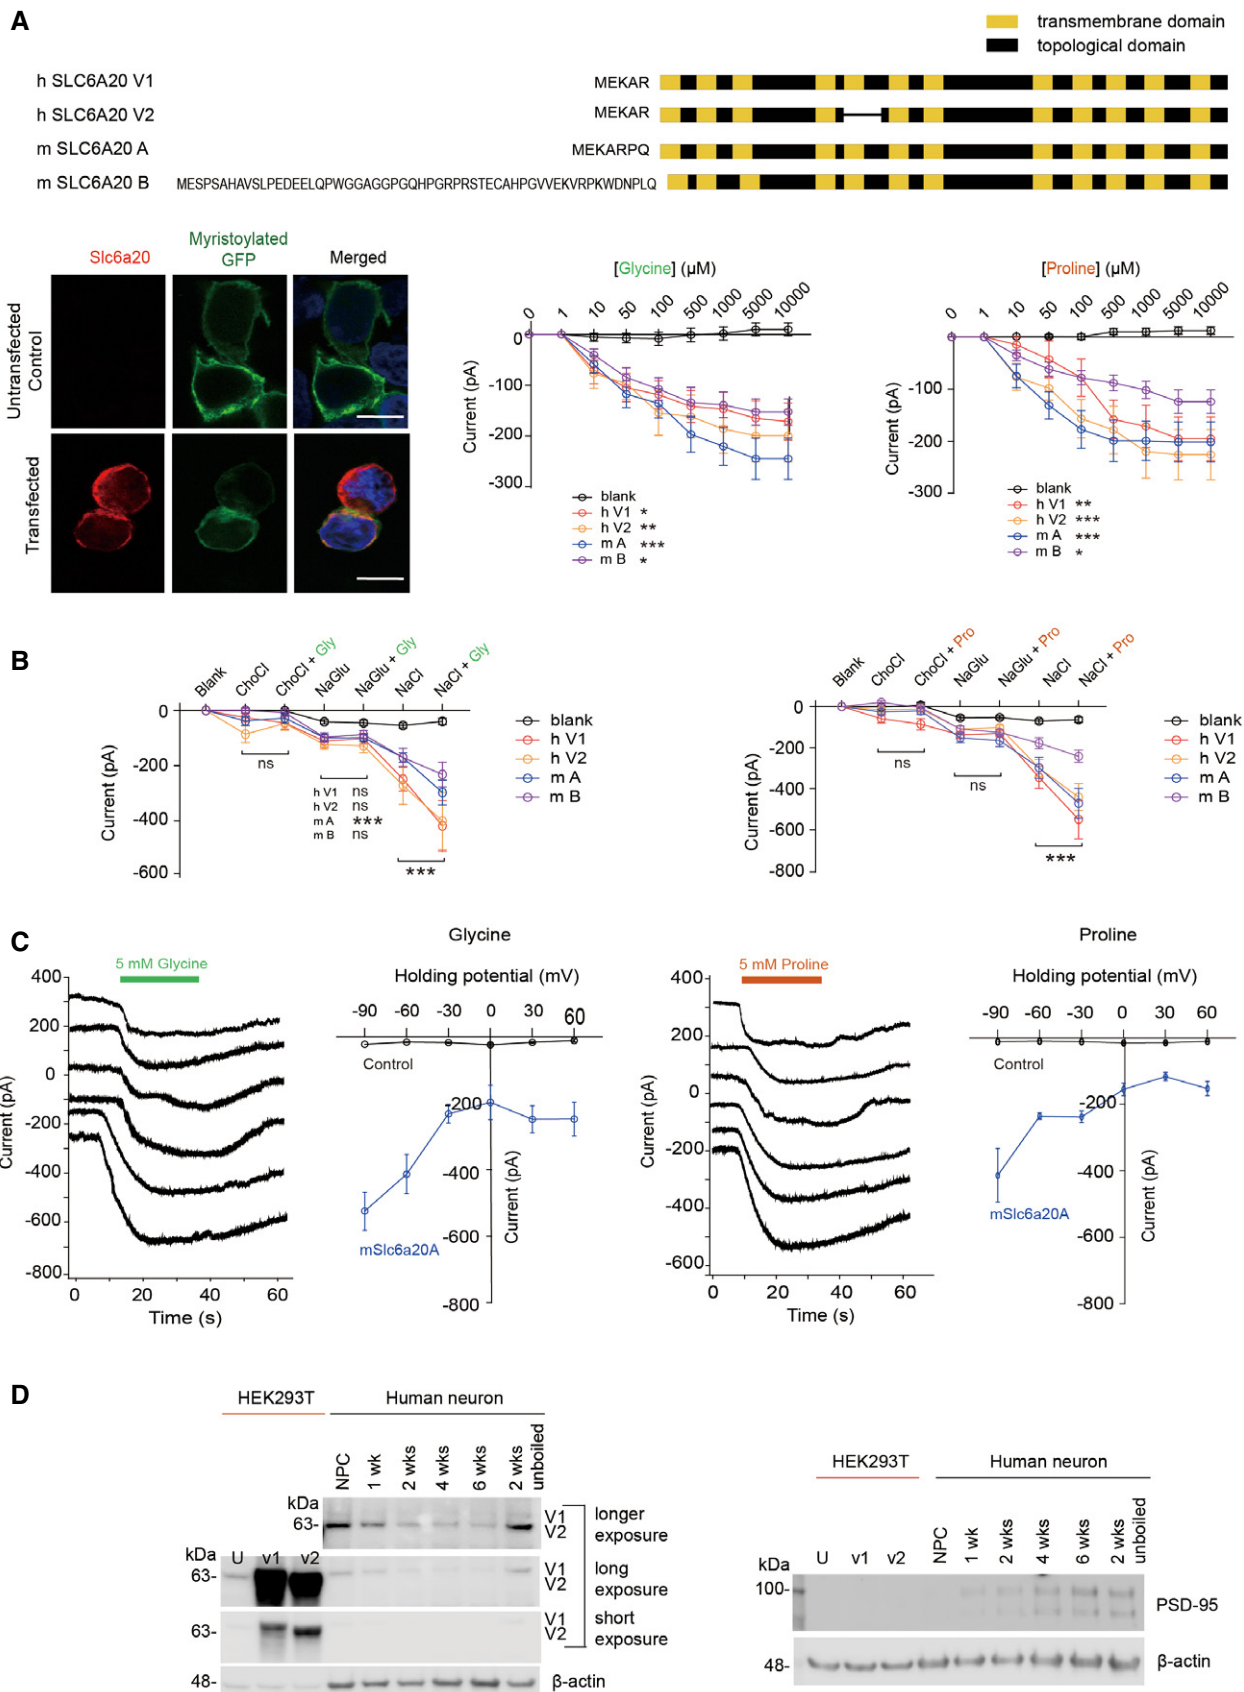 A
transmembrane domain
topological domain
h SLC6A20 V1
MEKAR
h SLC6A20 V2
MEKAR
m SLC6A20 A
MEKARPQ
m SLC6A20 B
MESPSAHAVSLPEDEELQPWGGAGGPGQHPGRPRSTECAHPGVVEKVRPKWDNPLQ
Slc6a20
Myristoylated
GFP
Merged
Untransfected
Control
Transfected
[Glycine] (µM)
0 1 10 50 100 500 1000 5000 10000
0
-100
-200
-300
Current (pA)
blank
h V1 *
h V2 **
m A ***
m B *
[Proline] (µM)
0 1 10 50 100 500 1000 5000 10000
0
-100
-200
-300
Current (pA)
blank
h V1 **
h V2 ***
m A ***
m B *
B
Blank ChoCl ChoCl + Gly NaGlu NaGlu + Gly NaCl NaCl + Gly
0
-200
-400
-600
Current (pA)
ns
h V1 ns
h V2 ns
m A ***
m B ns
***
blank
h V1
h V2
m A
m B
Blank ChoCl ChoCl + Pro NaGlu NaGlu + Pro NaCl NaCl + Pro
0
-200
-400
-600
-800
Current (pA)
ns
ns
***
blank
h V1
h V2
m A
m B
C
Glycine
5 mM Glycine
400
200
0
-200
-400
-600
-800
Current (pA)
0 20 40 60
Time (s)
Holding potential (mV)
-90 -60 -30 0 30 60
Control
-200
-400
-600
-800
Current (pA)
mSlc6a20A
Proline
5 mM Proline
400
200
0
-200
-400
-600
Current (pA)
0 20 40 60
Time (s)
Holding potential (mV)
-90 -60 -30 0 30 60
Control
-200
-400
-600
-800
Current (pA)
mSlc6a20A
D
HEK293T
Human neuron
NPC 1 wk 2 wks 4 wks 6 wks 2 wks unboiled
kDa
63-
V1
V2
longer
exposure
kDa
U v1 v2
63-
V1
V2
long
exposure
63-
V1
V2
short
exposure
48-
β-actin
HEK293T
Human neuron
U v1 v2 NPC 1 wk 2 wks 4 wks 6 wks 2 wks unboiled
kDa
100-
PSD-95
48-
β-actin